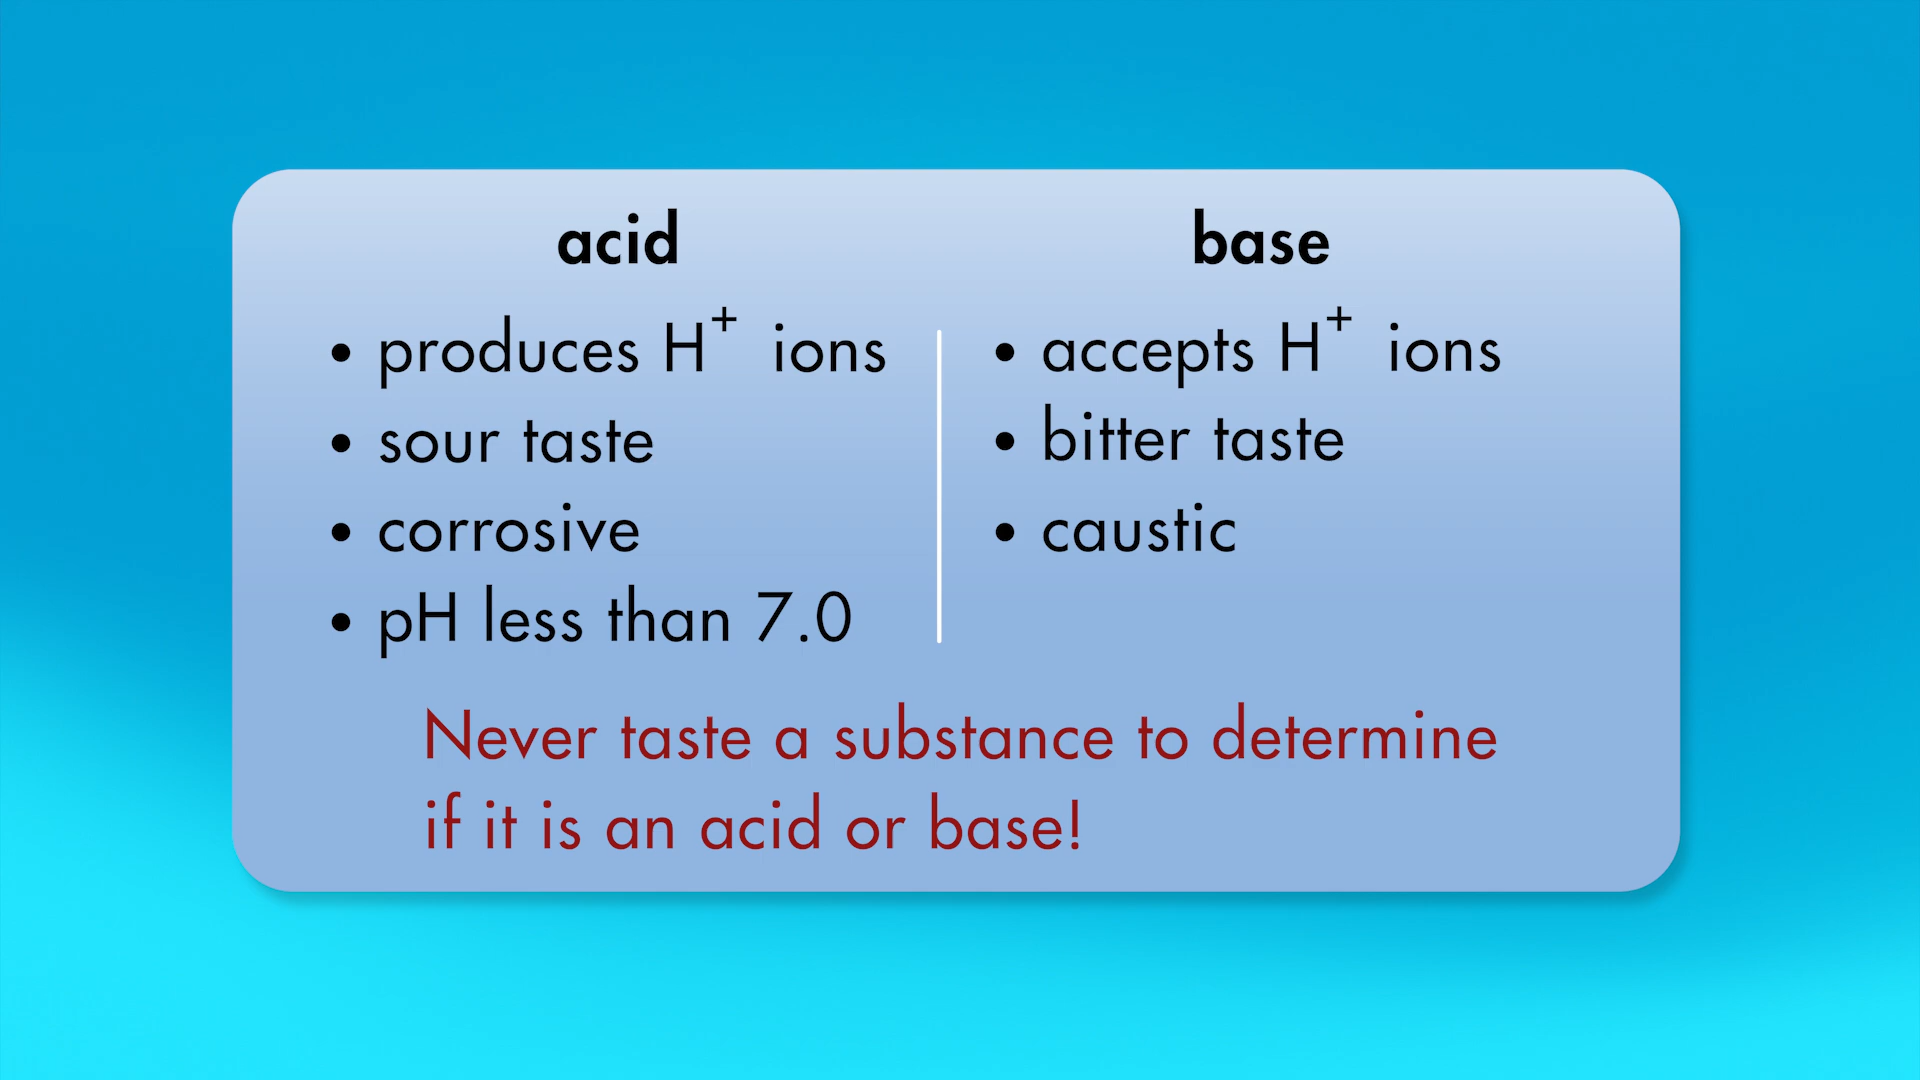 acid
• produces H⁺ ions
• sour taste
• corrosive
• pH less than 7.0
base
• accepts H⁺ ions
• bitter taste
• caustic
Never taste a substance to determine
if it is an acid or base!